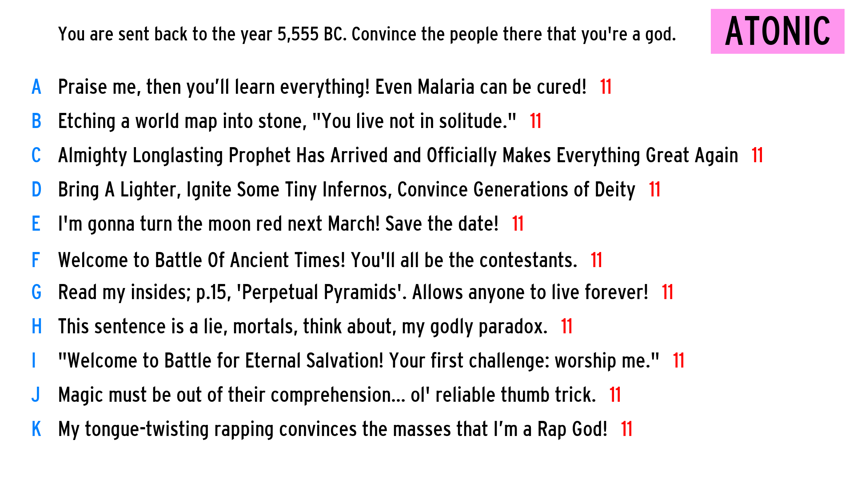 You are sent back to the year 5,555 BC. Convince the people there that you're a god.
ATONIC
A Praise me, then you’ll learn everything! Even Malaria can be cured! 11
B Etching a world map into stone, "You live not in solitude." 11
C Almighty Longlasting Prophet Has Arrived and Officially Makes Everything Great Again 11
D Bring A Lighter, Ignite Some Tiny Infernos, Convince Generations of Deity 11
E I'm gonna turn the moon red next March! Save the date! 11
F Welcome to Battle Of Ancient Times! You'll all be the contestants. 11
G Read my insides; p.15, 'Perpetual Pyramids'. Allows anyone to live forever! 11
H This sentence is a lie, mortals, think about, my godly paradox. 11
I "Welcome to Battle for Eternal Salvation! Your first challenge: worship me." 11
J Magic must be out of their comprehension... ol' reliable thumb trick. 11
K My tongue-twisting rapping convinces the masses that I’m a Rap God! 11